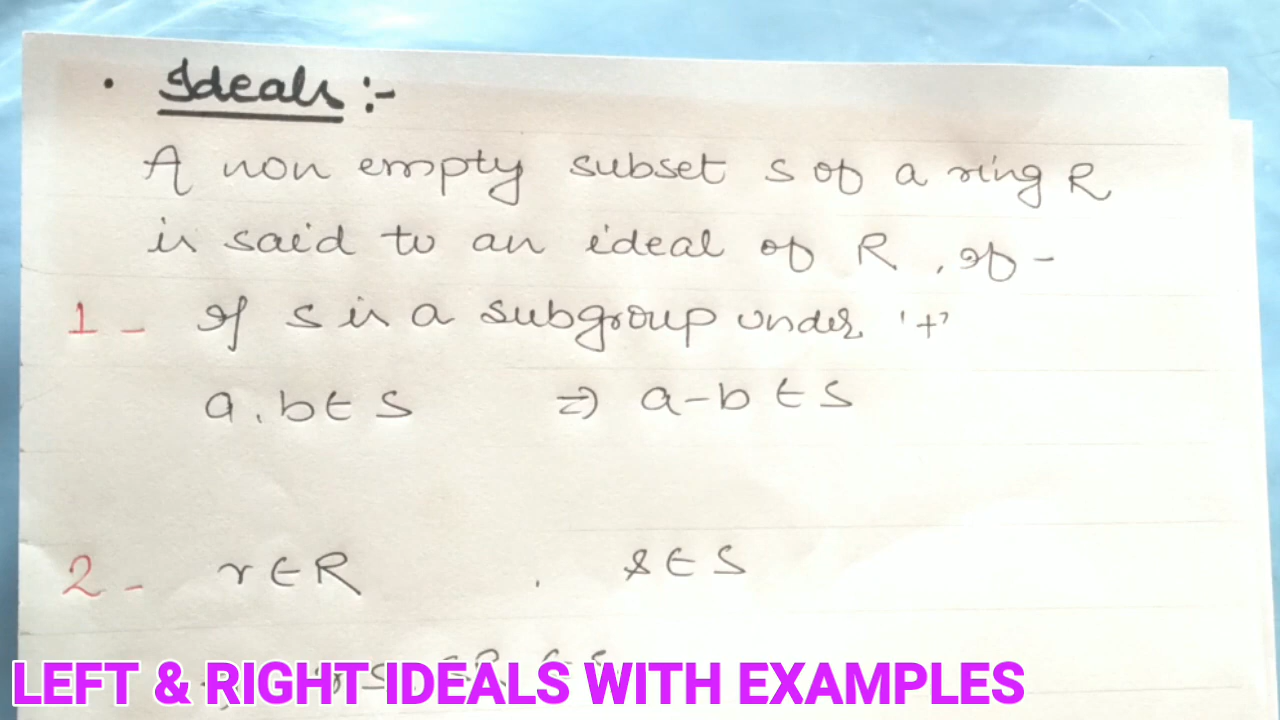 . Ideals :-
A non empty subset S of a ring R
is said to an ideal of R , if -
1 - If S is a subgroup under '+'
a, b ∈ S ⇒ a-b ∈ S
2 - r ∈ R , s ∈ S
LEFT & RIGHT IDEALS WITH EXAMPLES